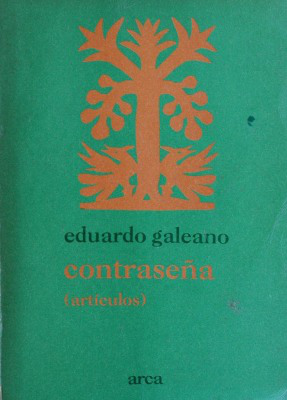 eduardo galeano
contraseña
(artículos)
arca